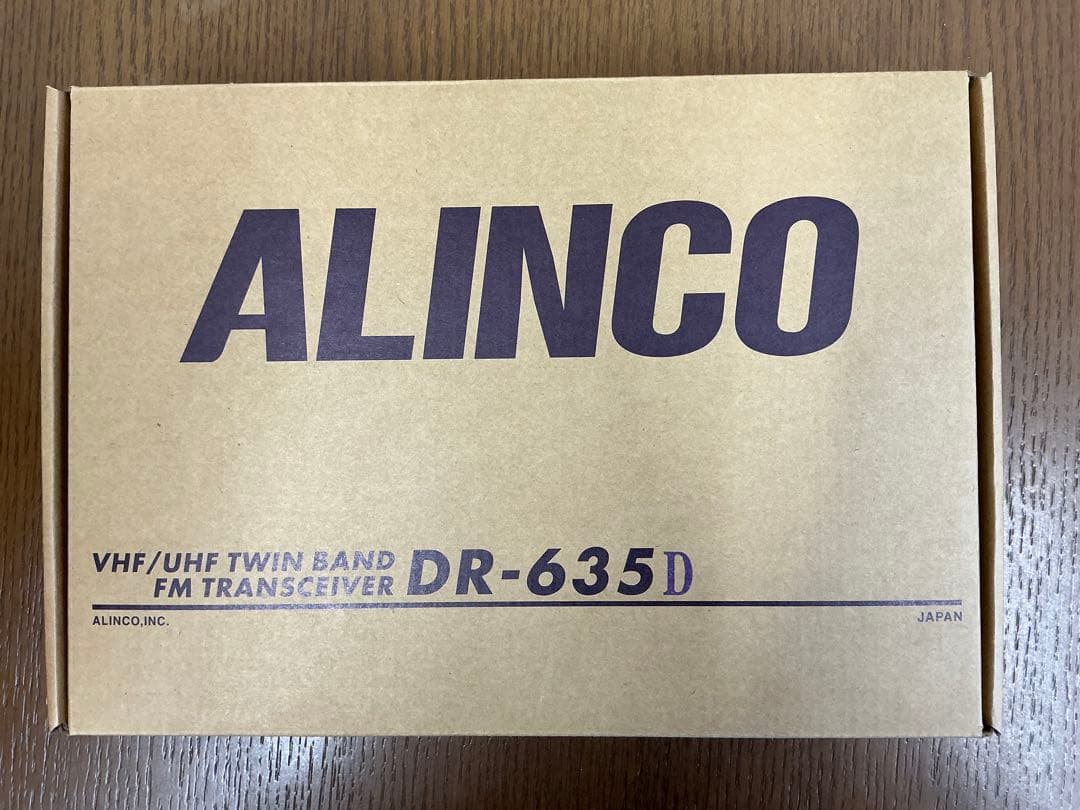 ALINCO
VHF/UHF TWIN BAND
FM TRANSCEIVER DR-635D
ALINCO,INC.
JAPAN